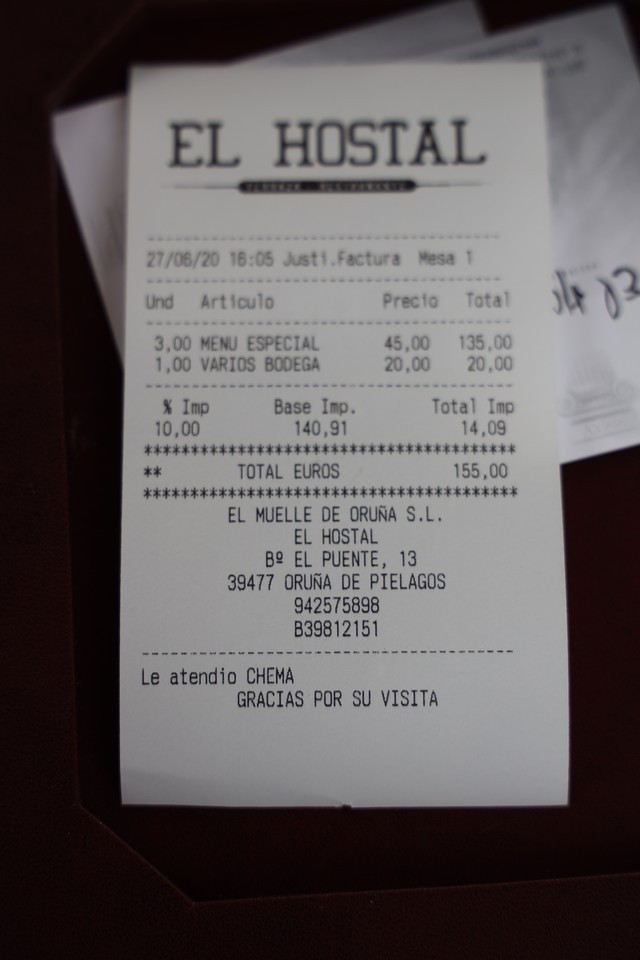 EL HOSTAL
27/06/20 16:05 Justi.Factura Mesa 1
Und Articulo Precio Total
3,00 MENU ESPECIAL 45,00 135,00
1,00 VARIOS BODEGA 20,00 20,00
% Imp Base Imp. Total Imp
10,00 140,91 14,09
****************************************
** TOTAL EUROS 155,00
****************************************
EL MUELLE DE ORUÑA S.L.
EL HOSTAL
Bº EL PUENTE, 13
39477 ORUÑA DE PIELAGOS
942575898
B39812151
Le atendio CHEMA
GRACIAS POR SU VISITA